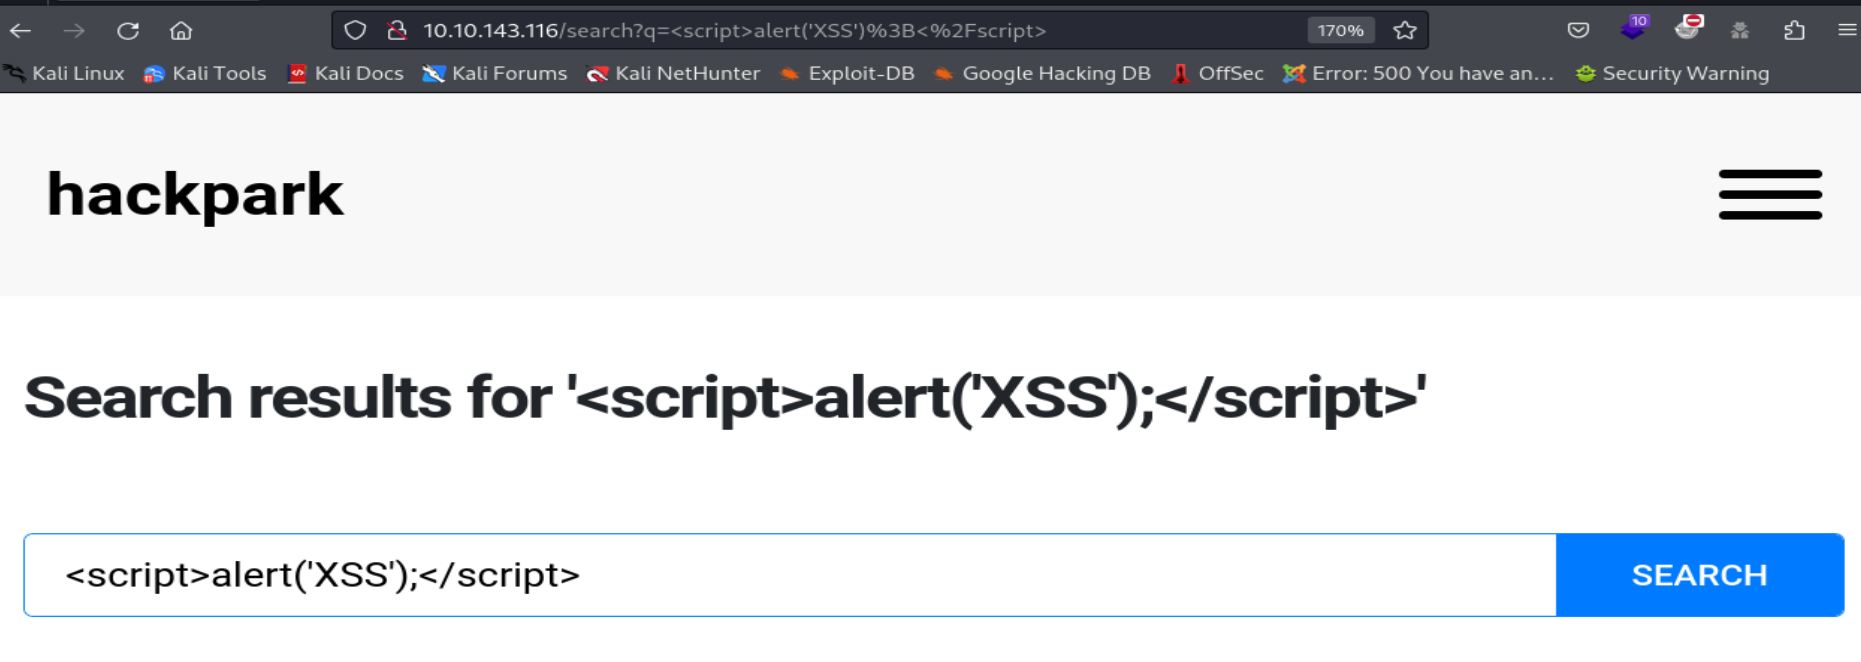 10.10.143.116/search?q=<script>alert('XSS')%3B<%2Fscript> 170% 10
Kali Linux Kali Tools Kali Docs Kali Forums Kali NetHunter Exploit-DB Google Hacking DB OffSec Error: 500 You have an... Security Warning
hackpark
Search results for '<script>alert('XSS');</script>'
<script>alert('XSS');</script> SEARCH